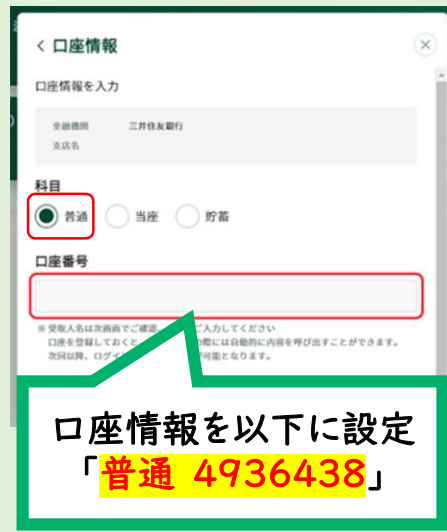 < 口座情報
口座情報を入力
金融機関 三井住友銀行
支店名
科目
普通 当座 貯蓄
口座番号
※ 受取人名は次画面でご確認 ご入力してください
口座を登録しておくと 際には自動的に内容を呼び出すことができます。
次回以降、ログイ 可能となります。
口座情報を以下に設定
「普通 4936438」